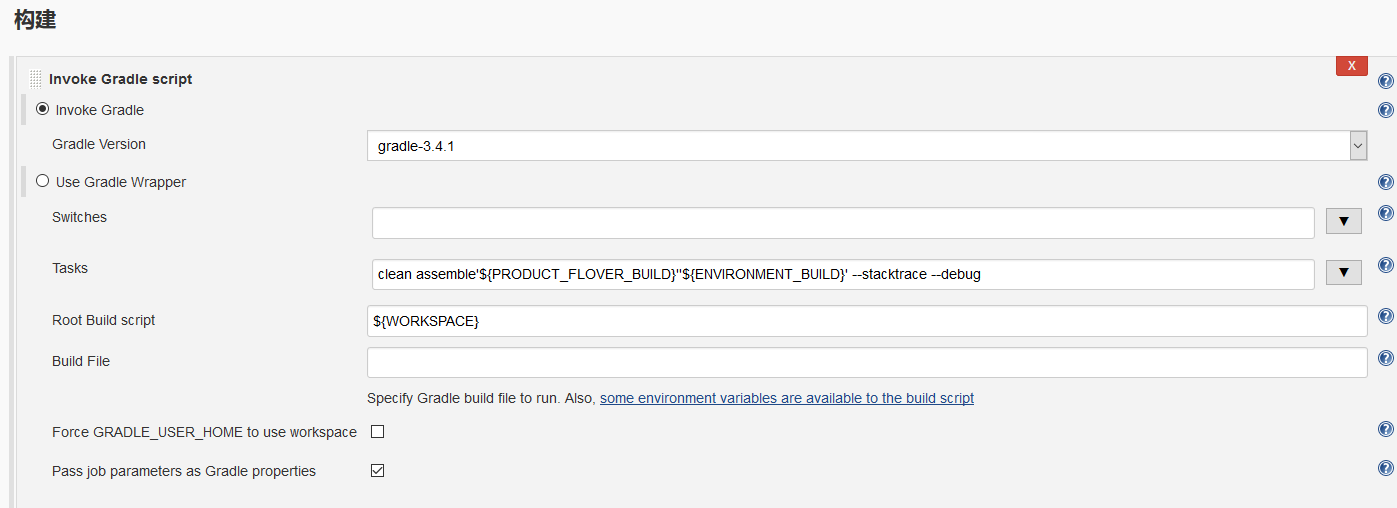 构建
Invoke Gradle script
X
Invoke Gradle
Gradle Version
gradle-3.4.1
Use Gradle Wrapper
Switches
Tasks
clean assemble'${PRODUCT_FLOVER_BUILD}''${ENVIRONMENT_BUILD}' --stacktrace --debug
Root Build script
${WORKSPACE}
Build File
Specify Gradle build file to run. Also, some environment variables are available to the build script
Force GRADLE_USER_HOME to use workspace
Pass job parameters as Gradle properties